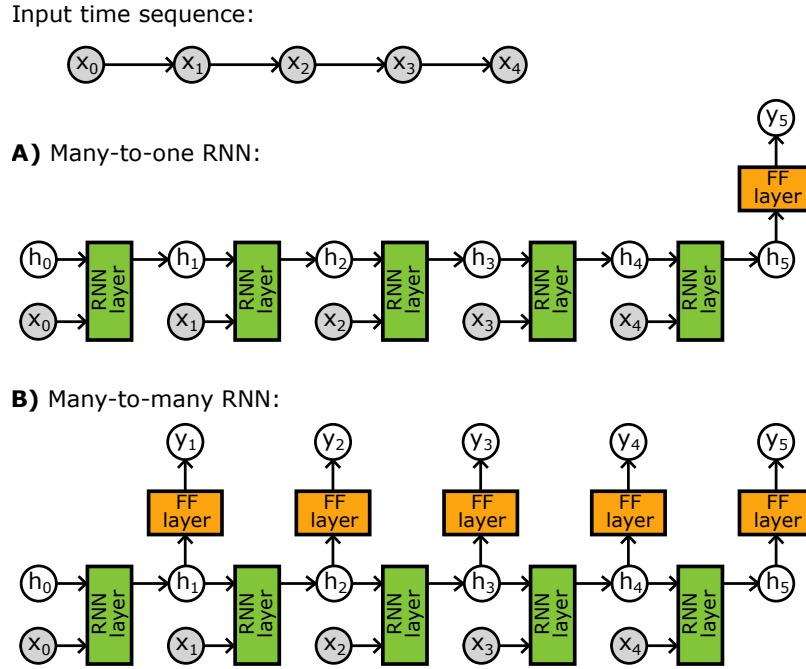 Input time sequence:
x0 x1 x2 x3 x4
y5
A) Many-to-one RNN:
FF
layer
h0 h1 h2 h3 h4 h5
RNN layer RNN layer RNN layer RNN layer RNN layer
x0 x1 x2 x3 x4
B) Many-to-many RNN:
y1 y2 y3 y4 y5
FF layer FF layer FF layer FF layer FF layer
h0 h1 h2 h3 h4 h5
RNN layer RNN layer RNN layer RNN layer RNN layer
x0 x1 x2 x3 x4